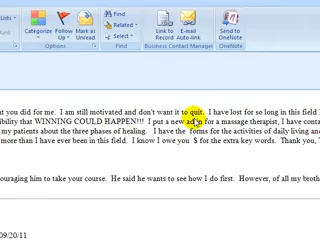 Lists
Categorize Follow Up Mark as Unread
Options
Find
Related
Select
Find
Link to Records E-mail Auto-link
Business Contact Manager
Send to OneNote
OneNote
t you did for me. I am still motivated and don't want it to quit. I have lost for so long in this field
ibility that WINNING COULD HAPPEN!!! I put a new ad in for a massage therapist, I have conta
my patients about the three phases of healing. I have the forms for the activities of daily living an
more than I have ever been in this field. I know I owe you $ for the extra key words. Thank you,
ouraging him to take your course. He said he wants to see how I do first. However, of all my broth
09/20/11